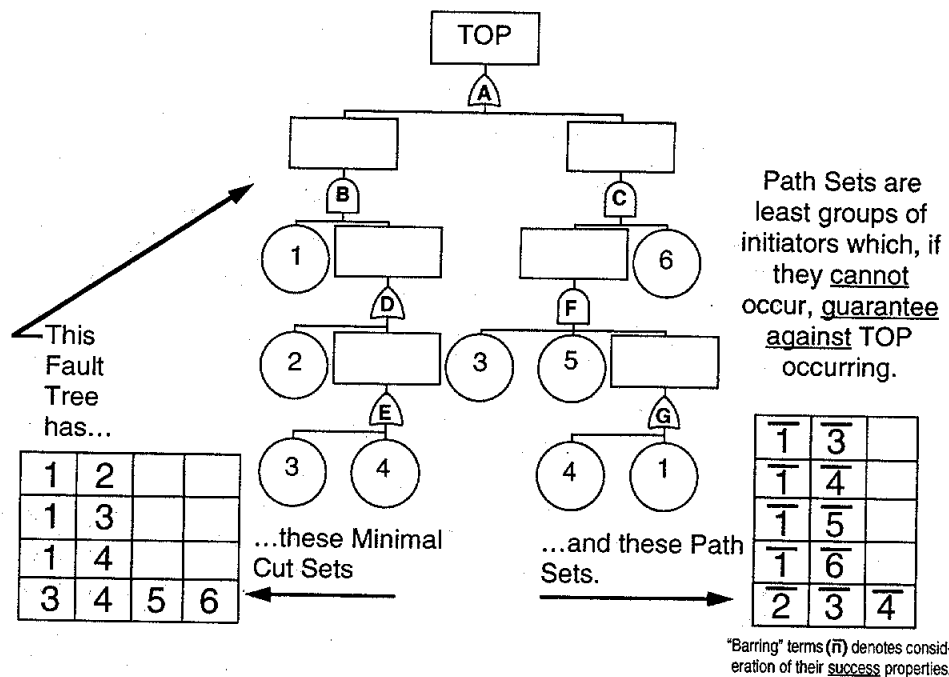 TOP
A
B
C
1
6
D
F
2
3
5
E
G
3
4
4
1
This
Fault
Tree
has...
1 2
1 3
1 4
3 4 5 6
...these Minimal
Cut Sets
Path Sets are
least groups of
initiators which, if
they cannot
occur, guarantee
against TOP
occurring.
...and these Path
Sets.
1̅ 3̅
1̅ 4̅
1̅ 5̅
1̅ 6̅
2̅ 3̅ 4̅
"Barring" terms (n̅) denotes consid-
eration of their success properties